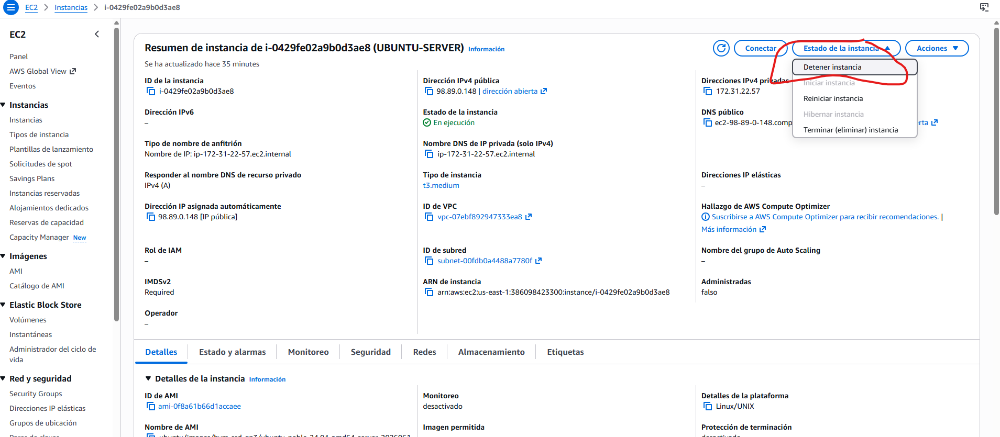 EC2 > Instancias > i-0429fe02a9b0d3ae8
EC2
Panel
AWS Global View
Eventos
Instancias
Instancias
Tipos de instancia
Plantillas de lanzamiento
Solicitudes de spot
Savings Plans
Instancias reservadas
Alojamientos dedicados
Reservas de capacidad
Capacity Manager New
Imágenes
AMI
Catálogo de AMI
Elastic Block Store
Volúmenes
Instantáneas
Administrador del ciclo de
vida
Red y seguridad
Security Groups
Direcciones IP elásticas
Grupos de ubicación
Resumen de instancia de i-0429fe02a9b0d3ae8 (UBUNTU-SERVER) Información
Conectar
Estado de la instancia
Acciones
Se ha actualizado hace 35 minutes
Detener instancia
Iniciar instancia
Reiniciar instancia
Hibernar instancia
Terminar (eliminar) instancia
ID de la instancia
i-0429fe02a9b0d3ae8
Dirección IPv4 pública
98.89.0.148 | dirección abierta
Direcciones IPv4 privadas
172.31.22.57
Dirección IPv6
–
Estado de la instancia
En ejecución
DNS público
ec2-98-89-0-148.comp
Tipo de nombre de anfitrión
Nombre de IP: ip-172-31-22-57.ec2.internal
Nombre DNS de IP privada (solo IPv4)
ip-172-31-22-57.ec2.internal
Responder al nombre DNS de recurso privado
IPv4 (A)
Tipo de instancia
t3.medium
Direcciones IP elásticas
–
Dirección IP asignada automáticamente
98.89.0.148 [IP pública]
ID de VPC
vpc-07ebf892947333ea8
Hallazgo de AWS Compute Optimizer
Suscribirse a AWS Compute Optimizer para recibir recomendaciones. |
Más información
Rol de IAM
–
ID de subred
subnet-00fdb0a4488a7780f
Nombre del grupo de Auto Scaling
–
IMDSv2
Required
ARN de instancia
arn:aws:ec2:us-east-1:386098423300:instance/i-0429fe02a9b0d3ae8
Administradas
falso
Operador
–
Detalles
Estado y alarmas
Monitoreo
Seguridad
Redes
Almacenamiento
Etiquetas
Detalles de la instancia Información
ID de AMI
ami-0f8a61b66d1accaee
Monitoreo
desactivado
Detalles de la plataforma
Linux/UNIX
Nombre de AMI
Imagen permitida
Protección de terminación